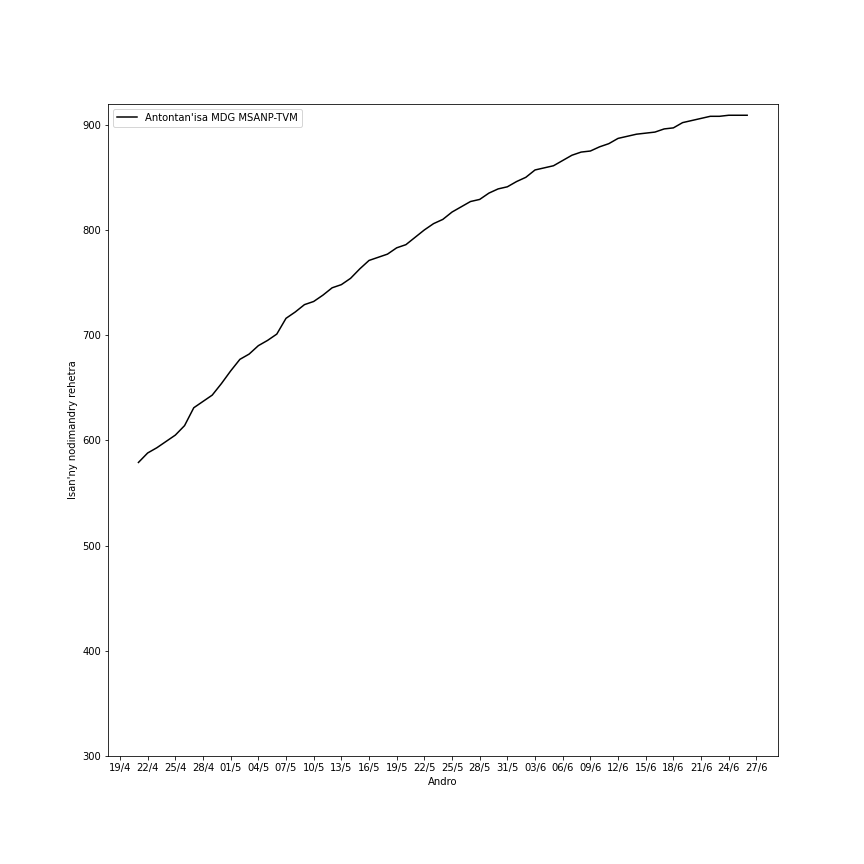 Antontan'isa MDG MSANP-TVM
900
800
700
600
500
400
300
Isan'ny nodimandry rehetra
19/4 22/4 25/4 28/4 01/5 04/5 07/5 10/5 13/5 16/5 19/5 22/5 25/5 28/5 31/5 03/6 06/6 09/6 12/6 15/6 18/6 21/6 24/6 27/6
Andro